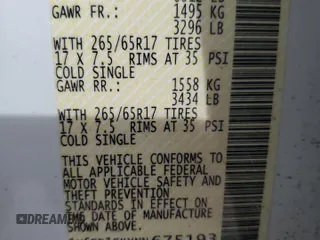 GAWR FR.: 1495 KG
3296 LB
WITH 265/65R17 TIRES
17 X 7.5 RIMS AT 35 PSI
COLD SINGLE
GAWR RR.: 1558 KG
3434 LB
WITH 265/65R17 TIRES
17 X 7.5 RIMS AT 35 PSI
COLD SINGLE
THIS VEHICLE CONFORMS TO
ALL APPLICABLE FEDERAL
MOTOR VEHICLE SAFETY AND
THEFT PREVENTION
STANDARDS IN EFFECT ON
THE DATE OF MANUFACTURE
SHOWN ABOVE.
675193